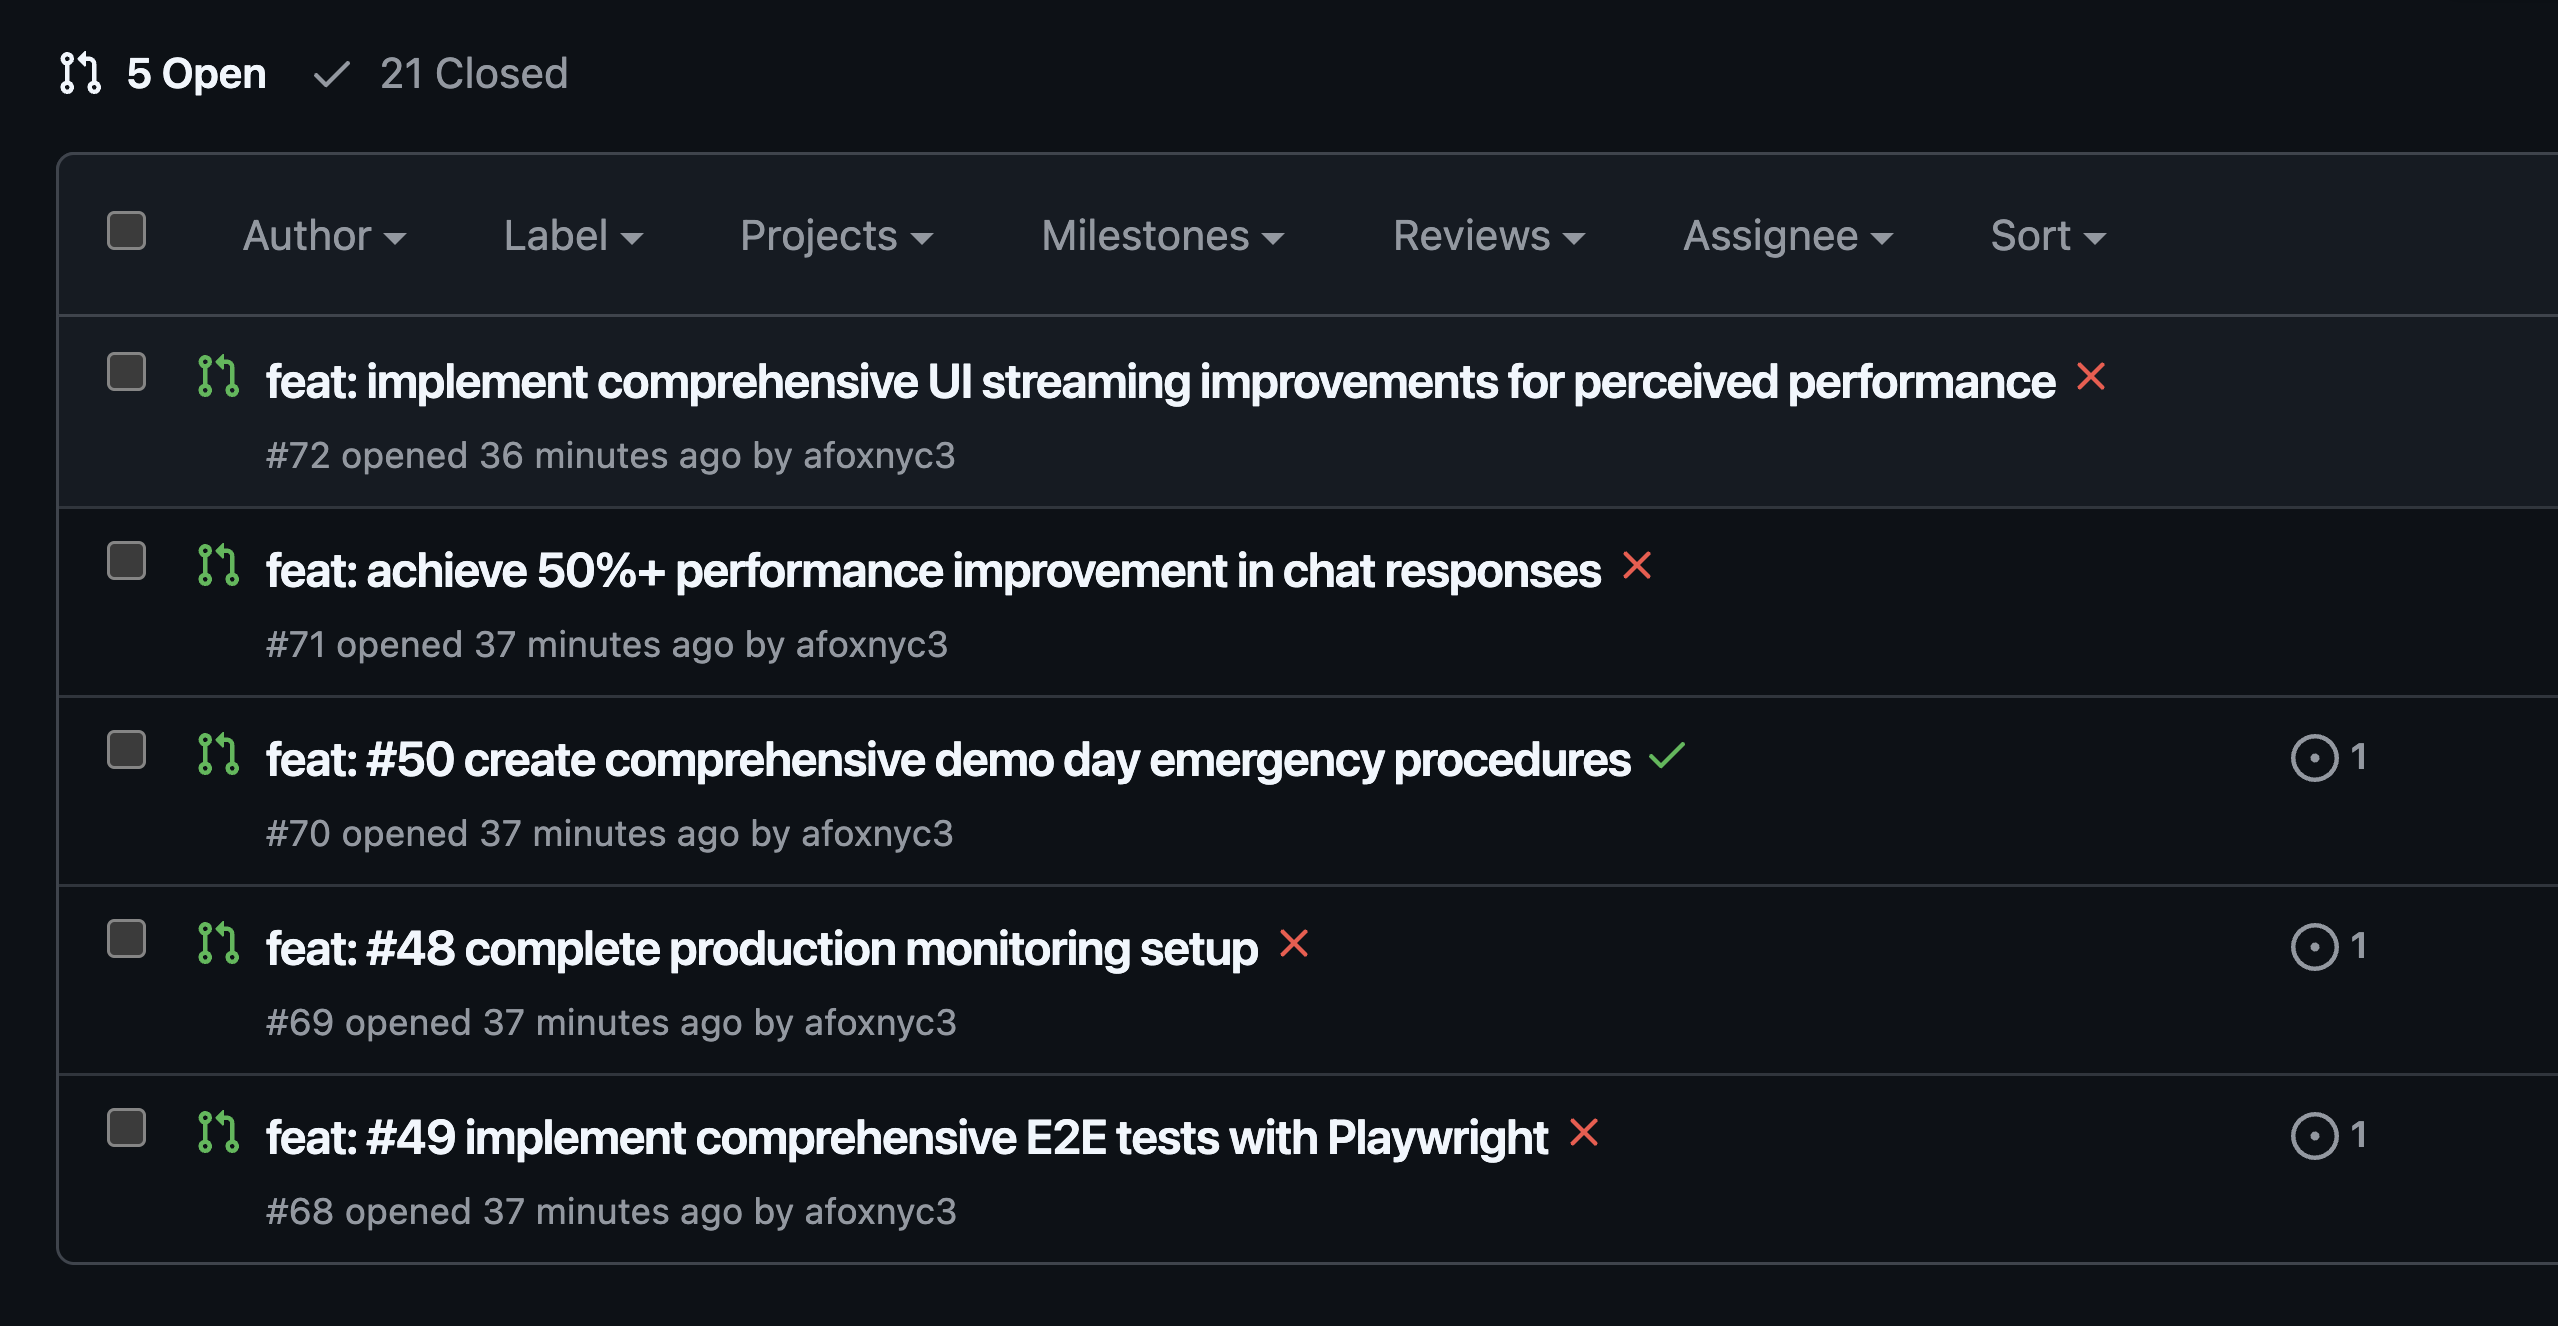 5 Open 21 Closed
Author Label Projects Milestones Reviews Assignee Sort
feat: implement comprehensive UI streaming improvements for perceived performance
#72 opened 36 minutes ago by afoxnyc3
feat: achieve 50%+ performance improvement in chat responses
#71 opened 37 minutes ago by afoxnyc3
feat: #50 create comprehensive demo day emergency procedures 1
#70 opened 37 minutes ago by afoxnyc3
feat: #48 complete production monitoring setup 1
#69 opened 37 minutes ago by afoxnyc3
feat: #49 implement comprehensive E2E tests with Playwright 1
#68 opened 37 minutes ago by afoxnyc3